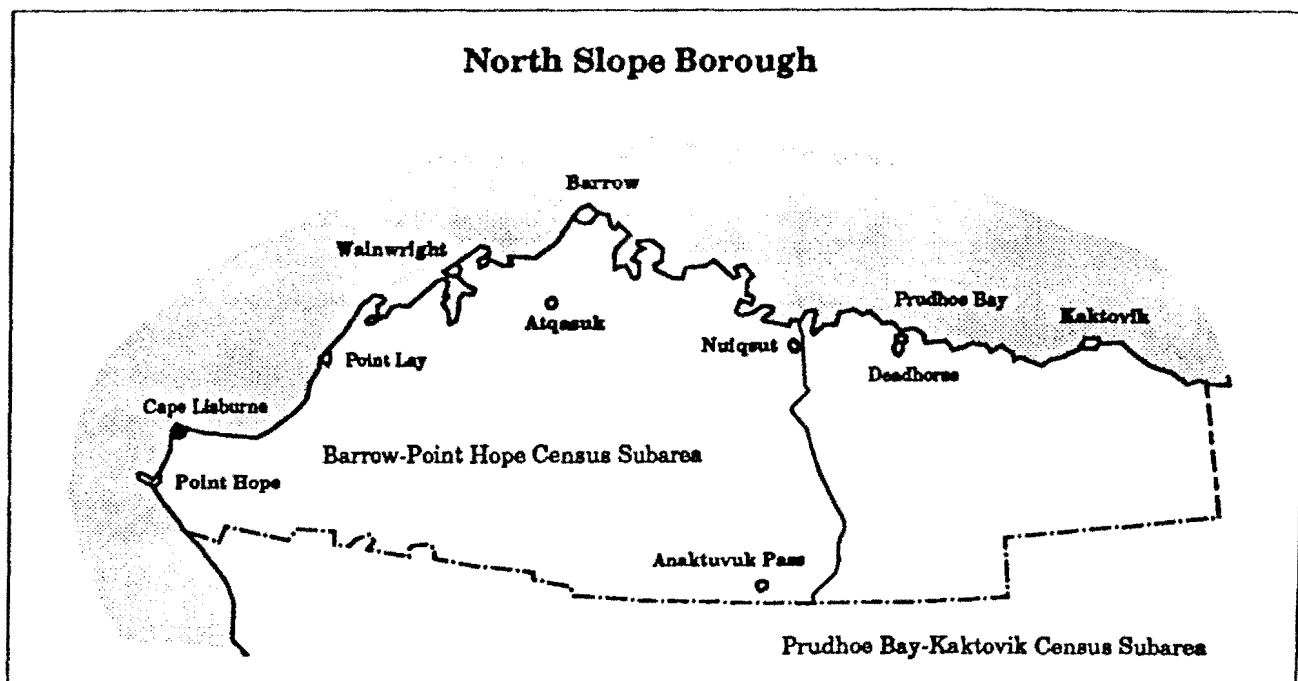 North Slope Borough
Barrow
Wainwright
Atqasuk
Prudhoe Bay
Kaktovik
Point Lay
Nuiqsut
Deadhorse
Cape Lisburne
Barrow-Point Hope Census Subarea
Point Hope
Anaktuvuk Pass
Prudhoe Bay-Kaktovik Census Subarea